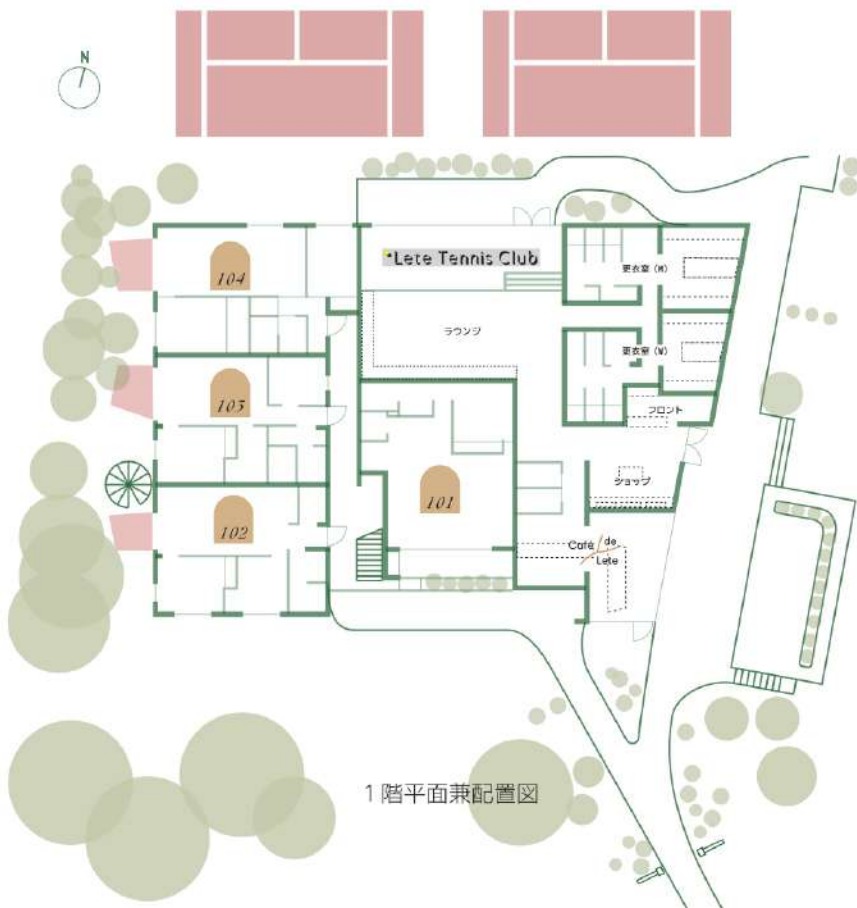 N
*Lete Tennis Club
104
更衣室 (M)
ラウンジ
更衣室 (W)
103
フロント
101
ショップ
102
Café de
Lete
1階平面兼配置図